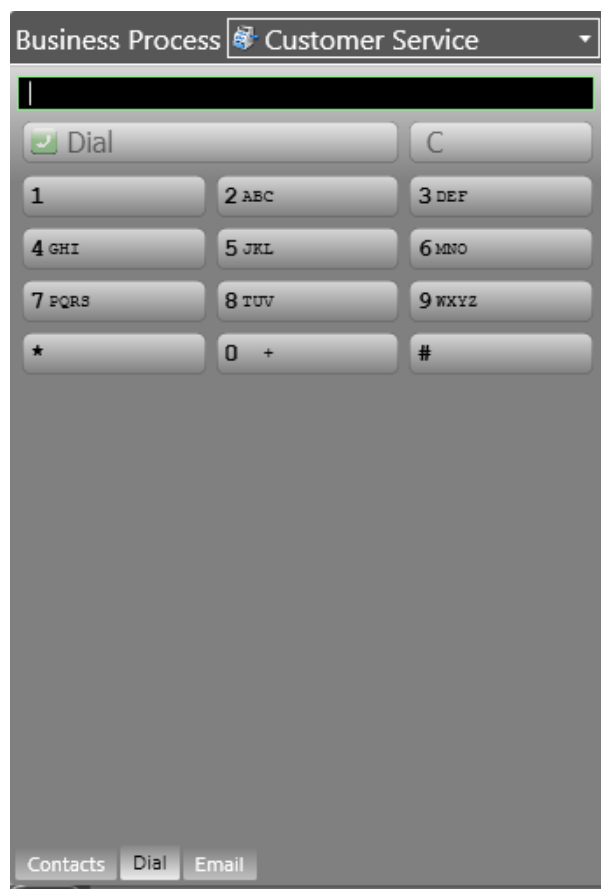 Business Process Customer Service
Dial C
1 2 ABC 3 DEF
4 GHI 5 JKL 6 MNO
7 PQRS 8 TUV 9 WXYZ
* 0 + #
Contacts Dial Email